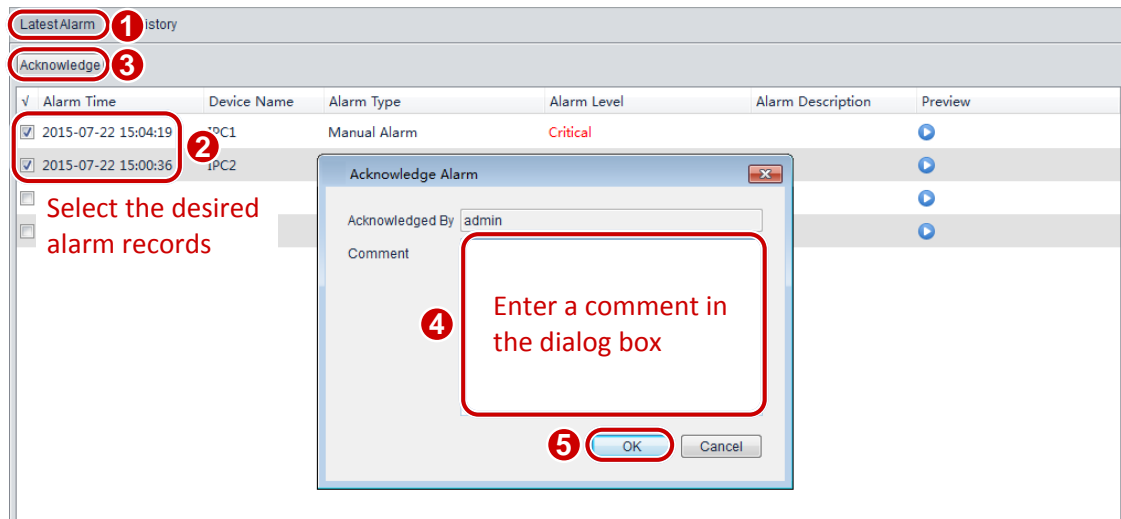 LatestAlarm 1 istory
Acknowledge 3
√ Alarm Time Device Name Alarm Type Alarm Level Alarm Description Preview
2015-07-22 15:04:19 IPC1 Manual Alarm Critical
2
2015-07-22 15:00:36 IPC2
Select the desired
alarm records
Acknowledge Alarm
Acknowledged By admin
Comment
4
Enter a comment in
the dialog box
5 OK Cancel